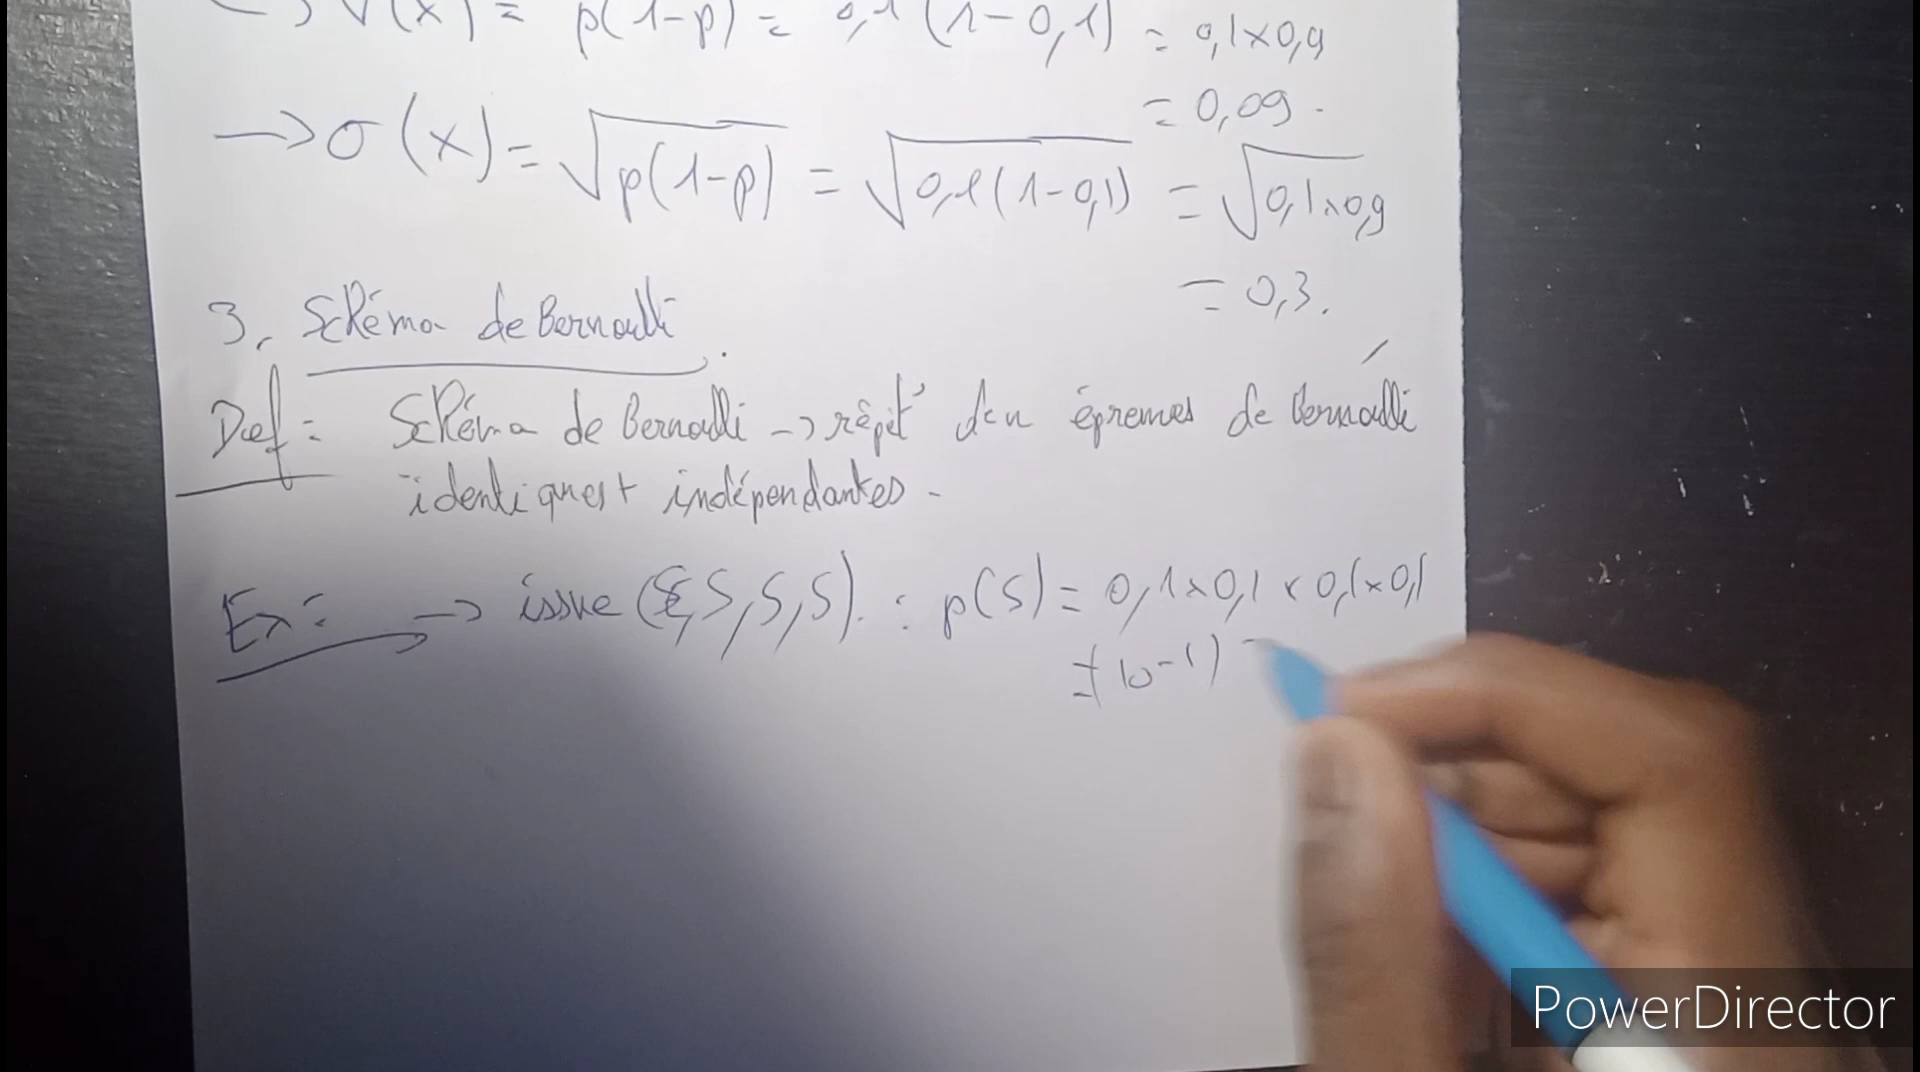 → V(x) = p(1-p) = 0,1 (1-0,1) = 0,1×0,9
= 0,09.
→ σ(x) = √p(1-p) = √0,1(1-0,1) = √0,1×0,9
= 0,3.
3. Schéma de Bernoulli
Def : Schéma de Bernoulli → répét° d'n épreuves de Bernoulli
identiques + indépendantes.
Ex : → issue (S,S,S,S). : p(S) = 0,1×0,1×0,1×0,1
= (10-1)
PowerDirector